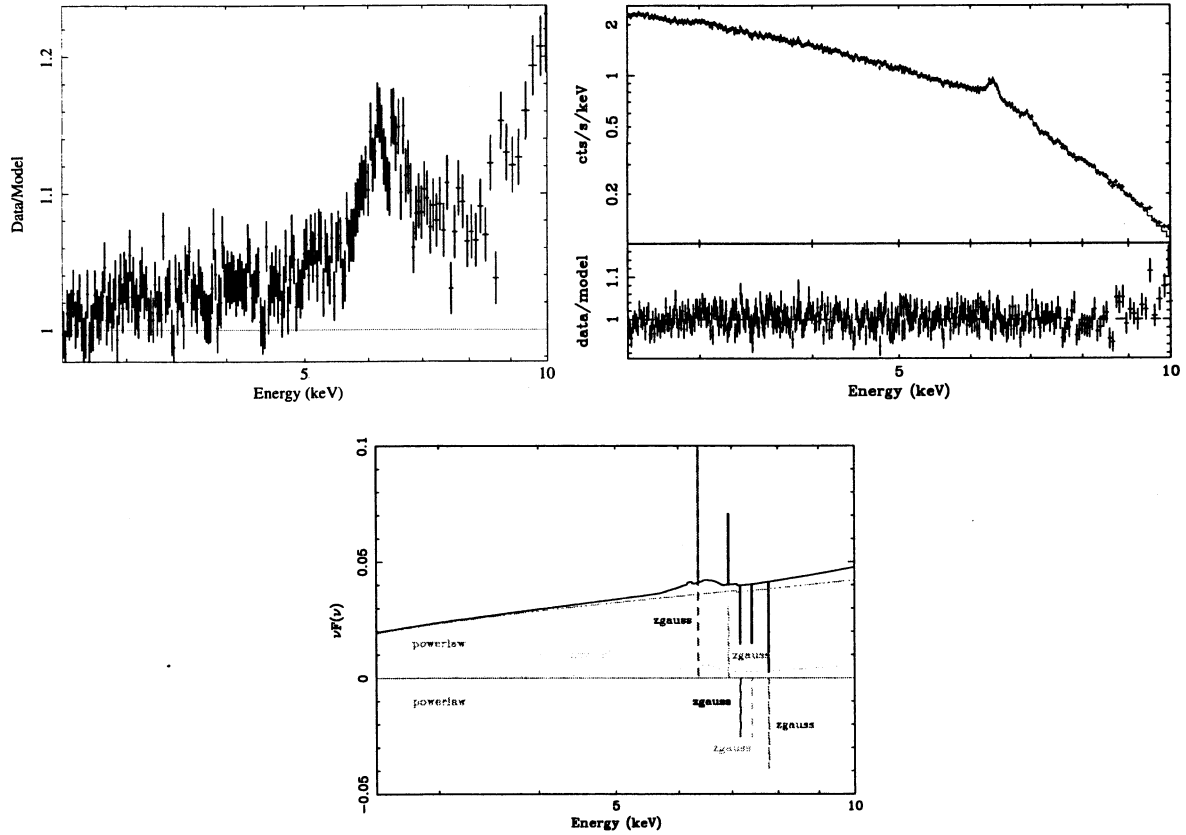 1.2
1.1
1
Data/Model
5
10
Energy (keV)
2
1
0.5
0.2
cts/s/keV
1.1
1
data/model
5
10
Energy (keV)
0.1
0.05
0
−0.05
νF(ν)
zgauss
powerlaw
zgauss
powerlaw
zgauss
zgauss
zgauss
5
10
Energy (keV)